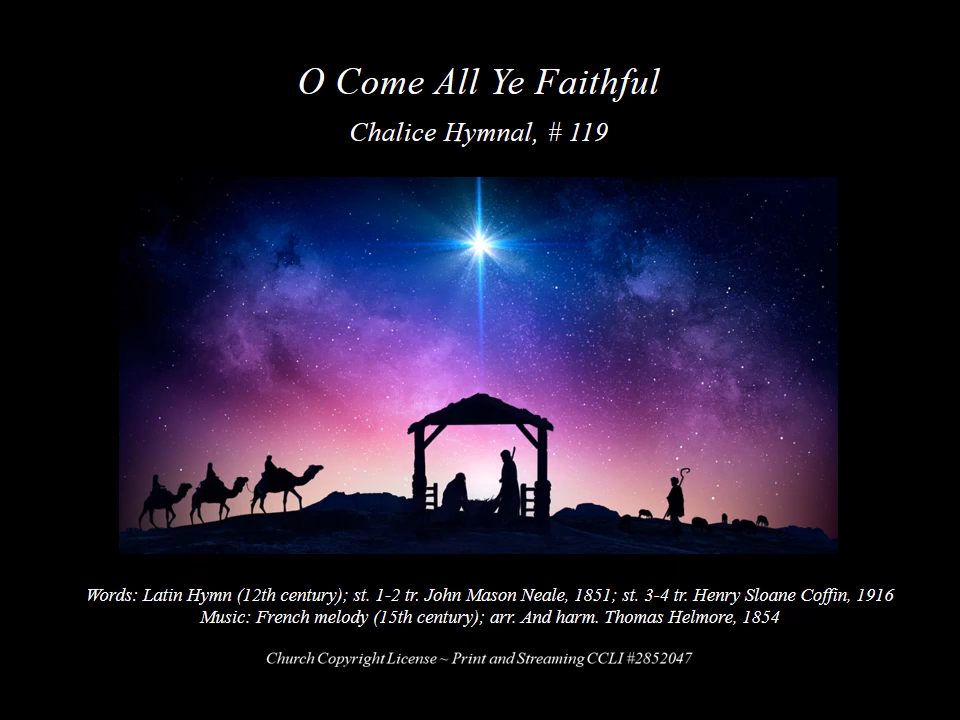 O Come All Ye Faithful
Chalice Hymnal, # 119
Words: Latin Hymn (12th century); st. 1-2 tr. John Mason Neale, 1851; st. 3-4 tr. Henry Sloane Coffin, 1916
Music: French melody (15th century); arr. And harm. Thomas Helmore, 1854
Church Copyright License ~ Print and Streaming CCLI #2852047